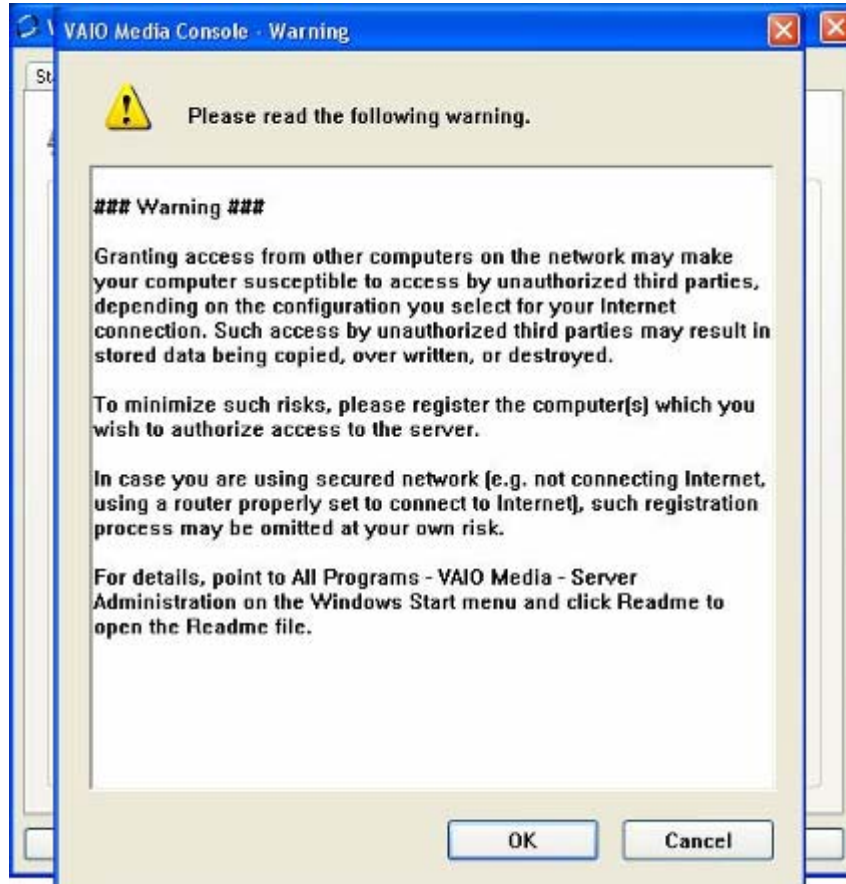 VAIO Media Console - Warning
St
Please read the following warning.
### Warning ###
Granting access from other computers on the network may make
your computer susceptible to access by unauthorized third parties,
depending on the configuration you select for your Internet
connection. Such access by unauthorized third parties may result in
stored data being copied, over written, or destroyed.
To minimize such risks, please register the computer(s) which you
wish to authorize access to the server.
In case you are using secured network (e.g. not connecting Internet,
using a router properly set to connect to Internet), such registration
process may be omitted at your own risk.
For details, point to All Programs - VAIO Media - Server
Administration on the Windows Start menu and click Readme to
open the Readme file.
OK Cancel